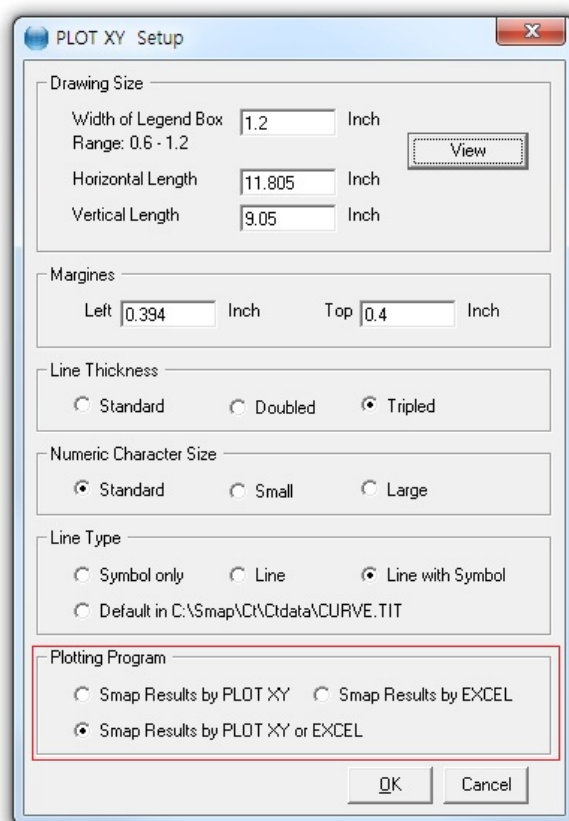 PLOT XY Setup
Drawing Size
Width of Legend Box 1.2 Inch
Range: 0.6 - 1.2
View
Horizontal Length 11.805 Inch
Vertical Length 9.05 Inch
Margines
Left 0.394 Inch Top 0.4 Inch
Line Thickness
Standard Doubled Tripled
Numeric Character Size
Standard Small Large
Line Type
Symbol only Line Line with Symbol
Default in C:\Smap\Ct\Ctdata\CURVE.TIT
Plotting Program
Smap Results by PLOT XY Smap Results by EXCEL
Smap Results by PLOT XY or EXCEL
OK Cancel